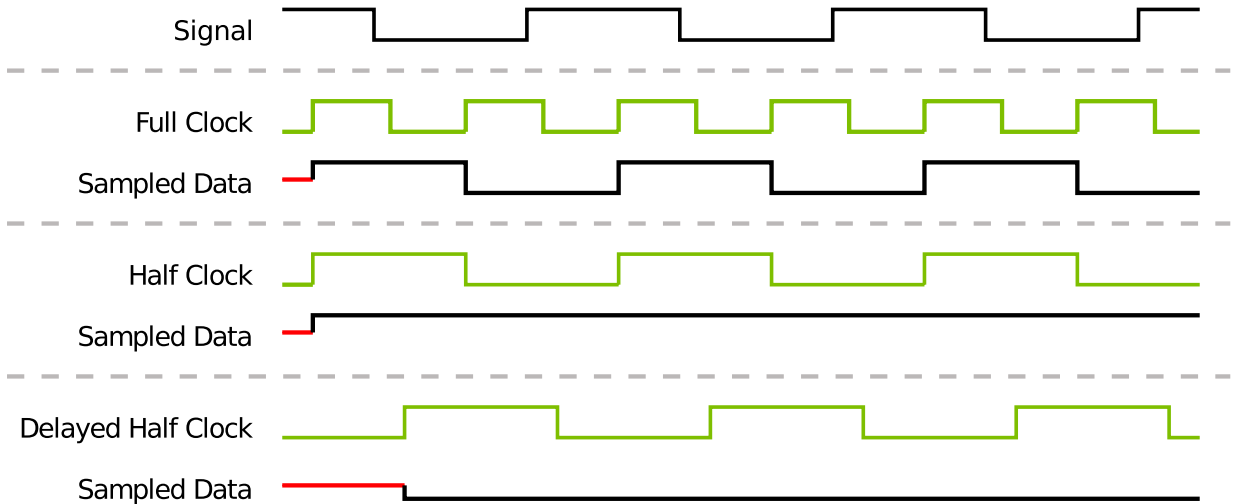 Signal
Full Clock
Sampled Data
Half Clock
Sampled Data
Delayed Half Clock
Sampled Data